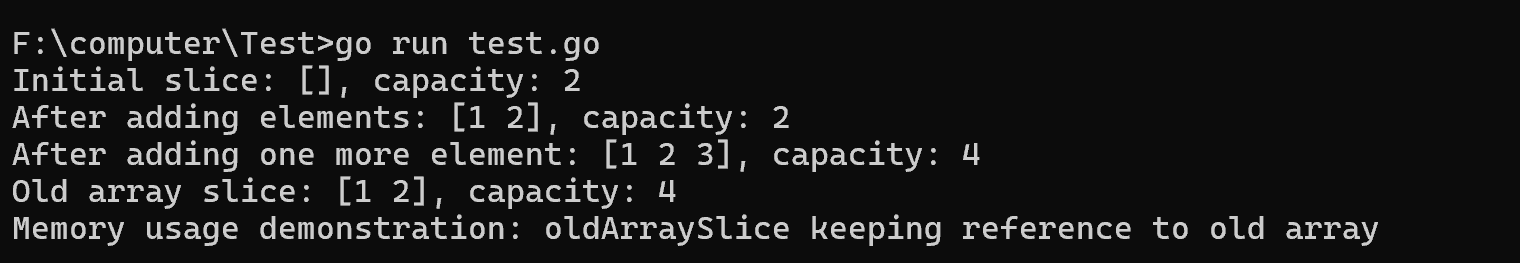 F:\computer\Test>go run test.go
Initial slice: [], capacity: 2
After adding elements: [1 2], capacity: 2
After adding one more element: [1 2 3], capacity: 4
Old array slice: [1 2], capacity: 4
Memory usage demonstration: oldArraySlice keeping reference to old array